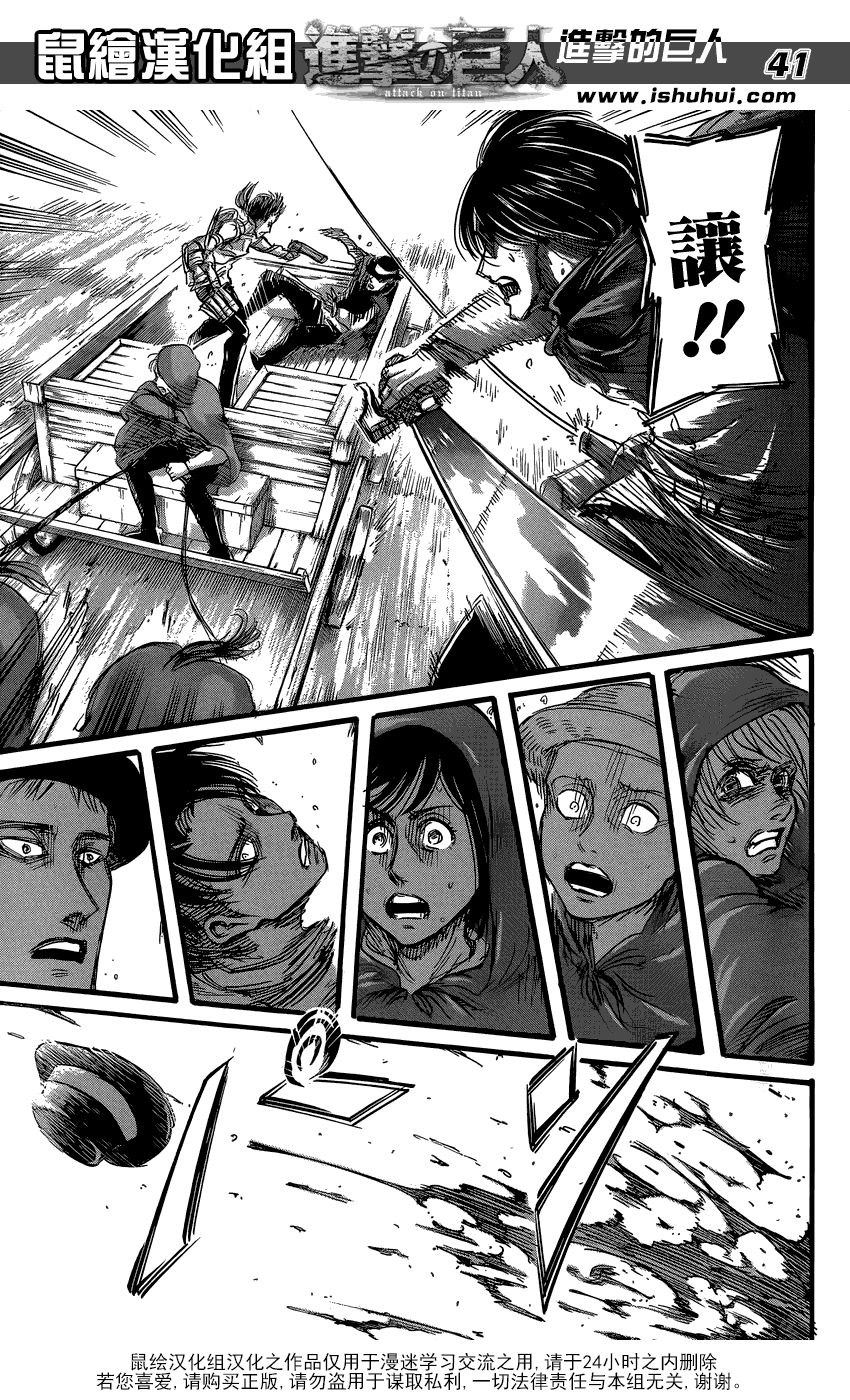 鼠繪漢化組 進撃の巨人 進擊的巨人 41
attack on titan
www.ishuhui.com
讓!!
パン
鼠绘汉化组汉化之作品仅用于漫迷学习交流之用,请于24小时之内删除
若您喜爱,请购买正版,请勿盗用于谋取私利,一切法律责任与本组无关,谢谢。